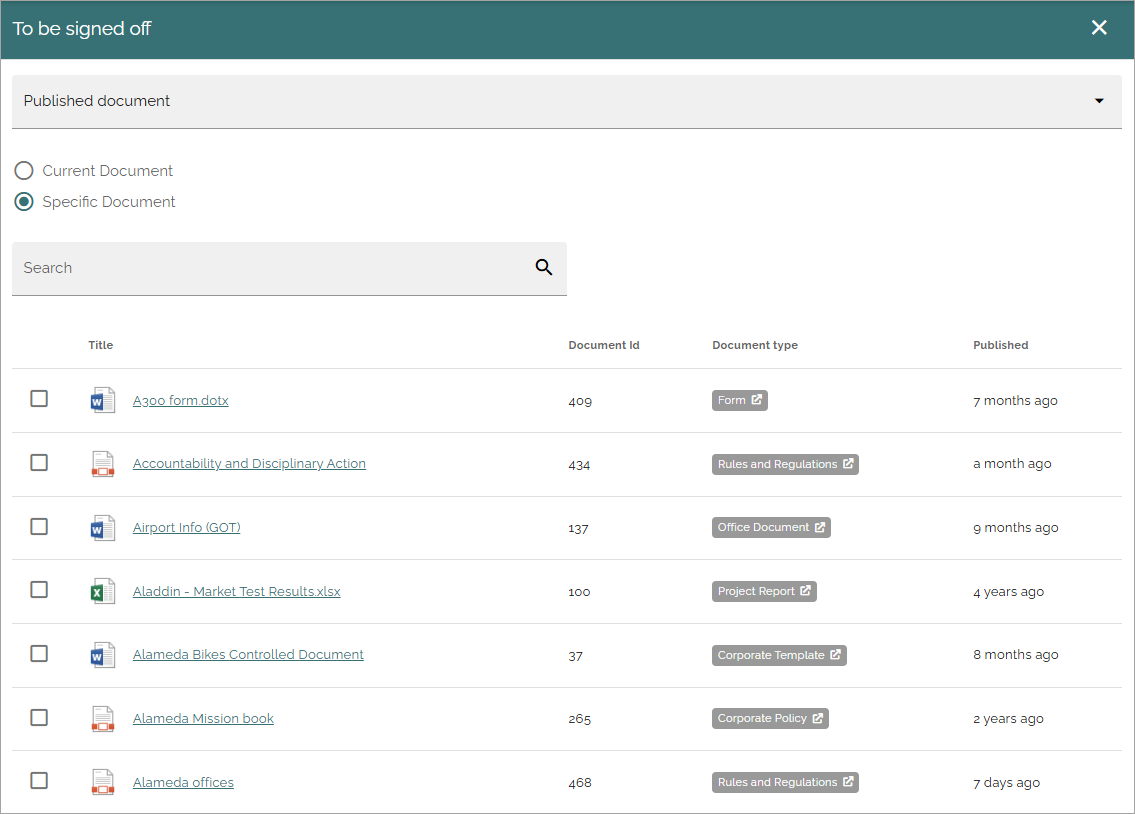 To be signed off
Published document
Current Document
Specific Document
Search
Title Document Id Document type Published
A300 form.dotx 409 Form 7 months ago
Accountability and Disciplinary Action 434 Rules and Regulations a month ago
Airport Info (GOT) 137 Office Document 9 months ago
Aladdin - Market Test Results.xlsx 100 Project Report 4 years ago
Alameda Bikes Controlled Document 37 Corporate Template 8 months ago
Alameda Mission book 265 Corporate Policy 2 years ago
Alameda offices 468 Rules and Regulations 7 days ago